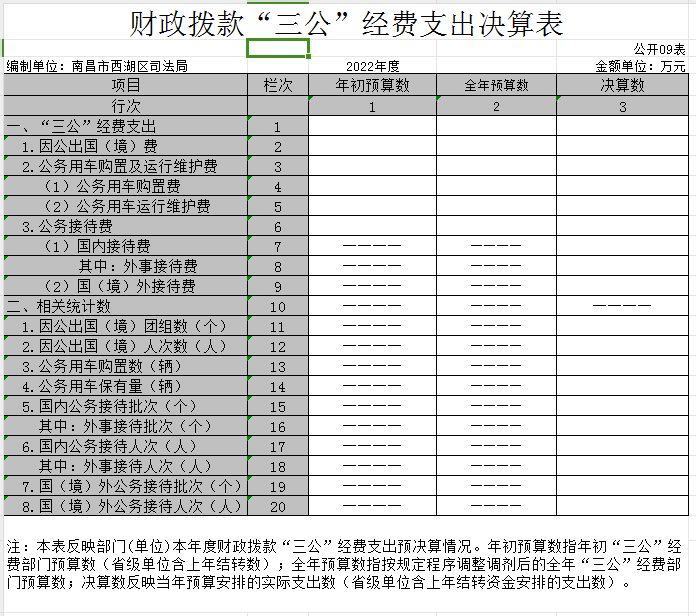 财政拨款“三公”经费支出决算表
公开09表
编制单位：南昌市西湖区司法局 2022年度 金额单位：万元
项目 栏次 年初预算数 全年预算数 决算数
行次 1 2 3
一、“三公”经费支出 1
1.因公出国（境）费 2
2.公务用车购置及运行维护费 3
（1）公务用车购置费 4
（2）公务用车运行维护费 5
3.公务接待费 6
（1）国内接待费 7 ———— ————
其中：外事接待费 8 ———— ————
（2）国（境）外接待费 9 ———— ————
二、相关统计数 10 ———— ———— ————
1.因公出国（境）团组数（个） 11 ———— ————
2.因公出国（境）人次数（人） 12 ———— ————
3.公务用车购置数（辆） 13 ———— ————
4.公务用车保有量（辆） 14 ———— ————
5.国内公务接待批次（个） 15 ———— ————
其中：外事接待批次（个） 16 ———— ————
6.国内公务接待人次（人） 17 ———— ————
其中：外事接待人次（人） 18 ———— ————
7.国（境）外公务接待批次（个） 19 ———— ————
8.国（境）外公务接待人次（人） 20 ———— ————
注：本表反映部门(单位)本年度财政拨款“三公”经费支出预决算情况。年初预算数指年初“三公”经
费部门预算数（省级单位含上年结转数）；全年预算数指按规定程序调整调剂后的全年“三公”经费部
门预算数；决算数反映当年预算安排的实际支出数（省级单位含上年结转资金安排的支出数）。